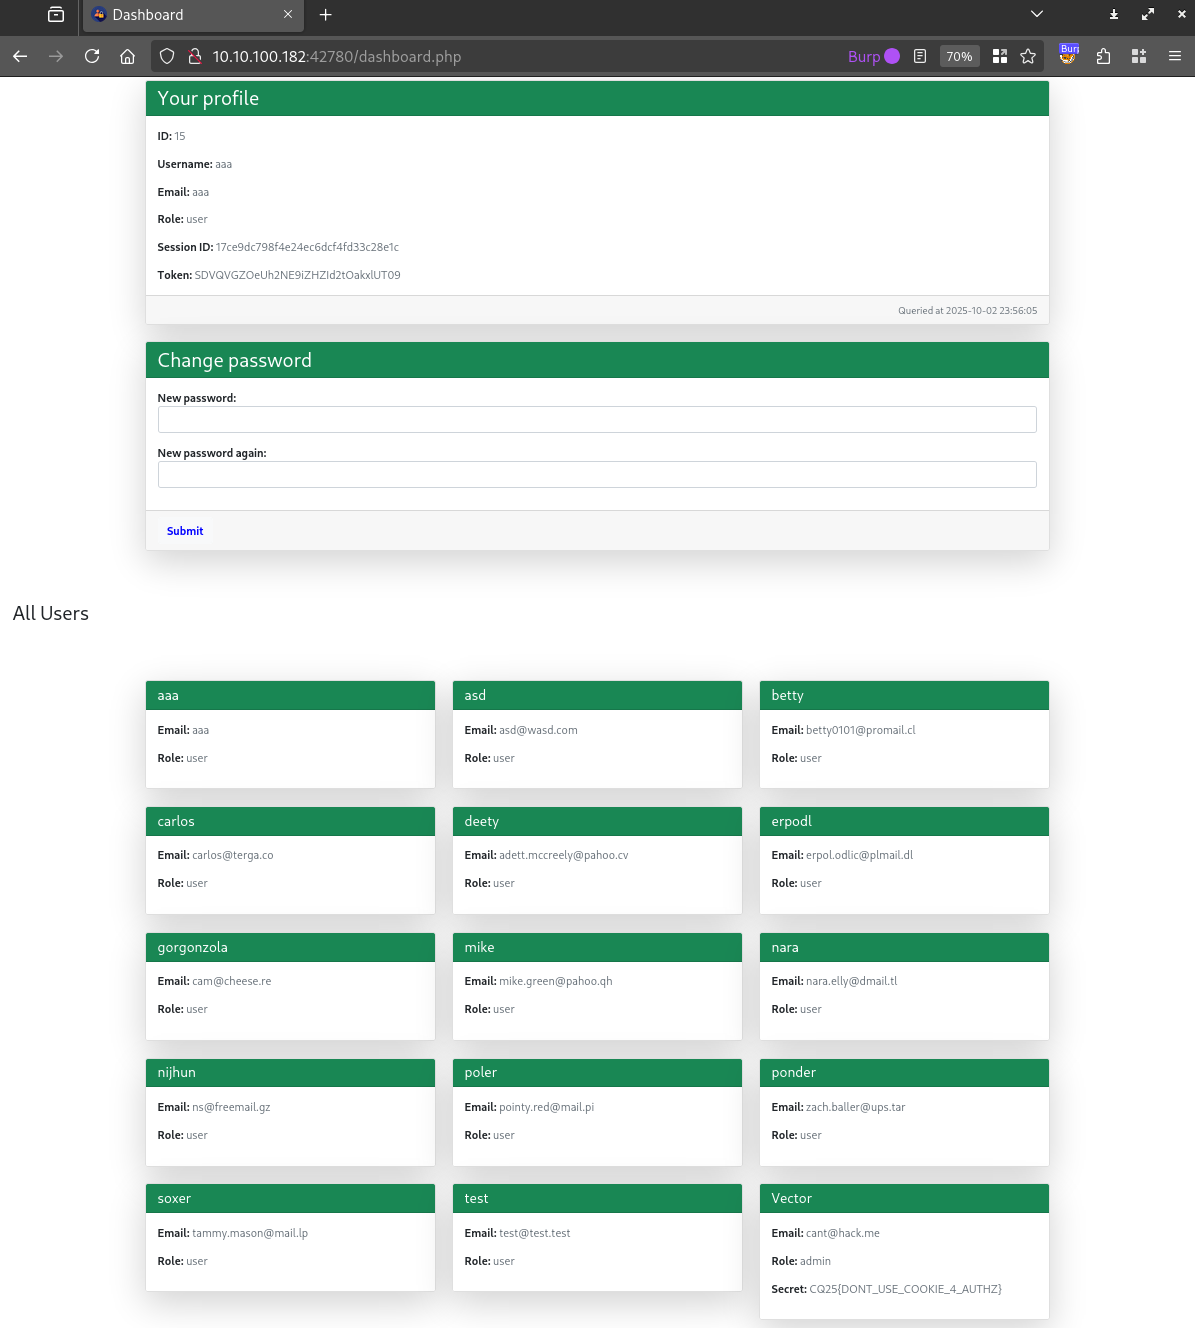 Dashboard
10.10.100.182:42780/dashboard.php
Burp
70%
Burp
Your profile
ID: 15
Username: aaa
Email: aaa
Role: user
Session ID: 17ce9dc798f4e24ec6dcf4fd33c28e1c
Token: SDVQVGZOeUh2NE9iZHZId2tOakxlUT09
Queried at 2025-10-02 23:56:05
Change password
New password:
New password again:
Submit
All Users
aaa
Email: aaa
Role: user
asd
Email: asd@wasd.com
Role: user
betty
Email: betty0101@promail.cl
Role: user
carlos
Email: carlos@terga.co
Role: user
deety
Email: adett.mccreely@pahoo.cv
Role: user
erpodl
Email: erpol.odlic@plmail.dl
Role: user
gorgonzola
Email: cam@cheese.re
Role: user
mike
Email: mike.green@pahoo.qh
Role: user
nara
Email: nara.elly@dmail.tl
Role: user
nijhun
Email: ns@freemail.gz
Role: user
poler
Email: pointy.red@mail.pi
Role: user
ponder
Email: zach.baller@ups.tar
Role: user
soxer
Email: tammy.mason@mail.lp
Role: user
test
Email: test@test.test
Role: user
Vector
Email: cant@hack.me
Role: admin
Secret: CQ25{DONT_USE_COOKIE_4_AUTHZ}